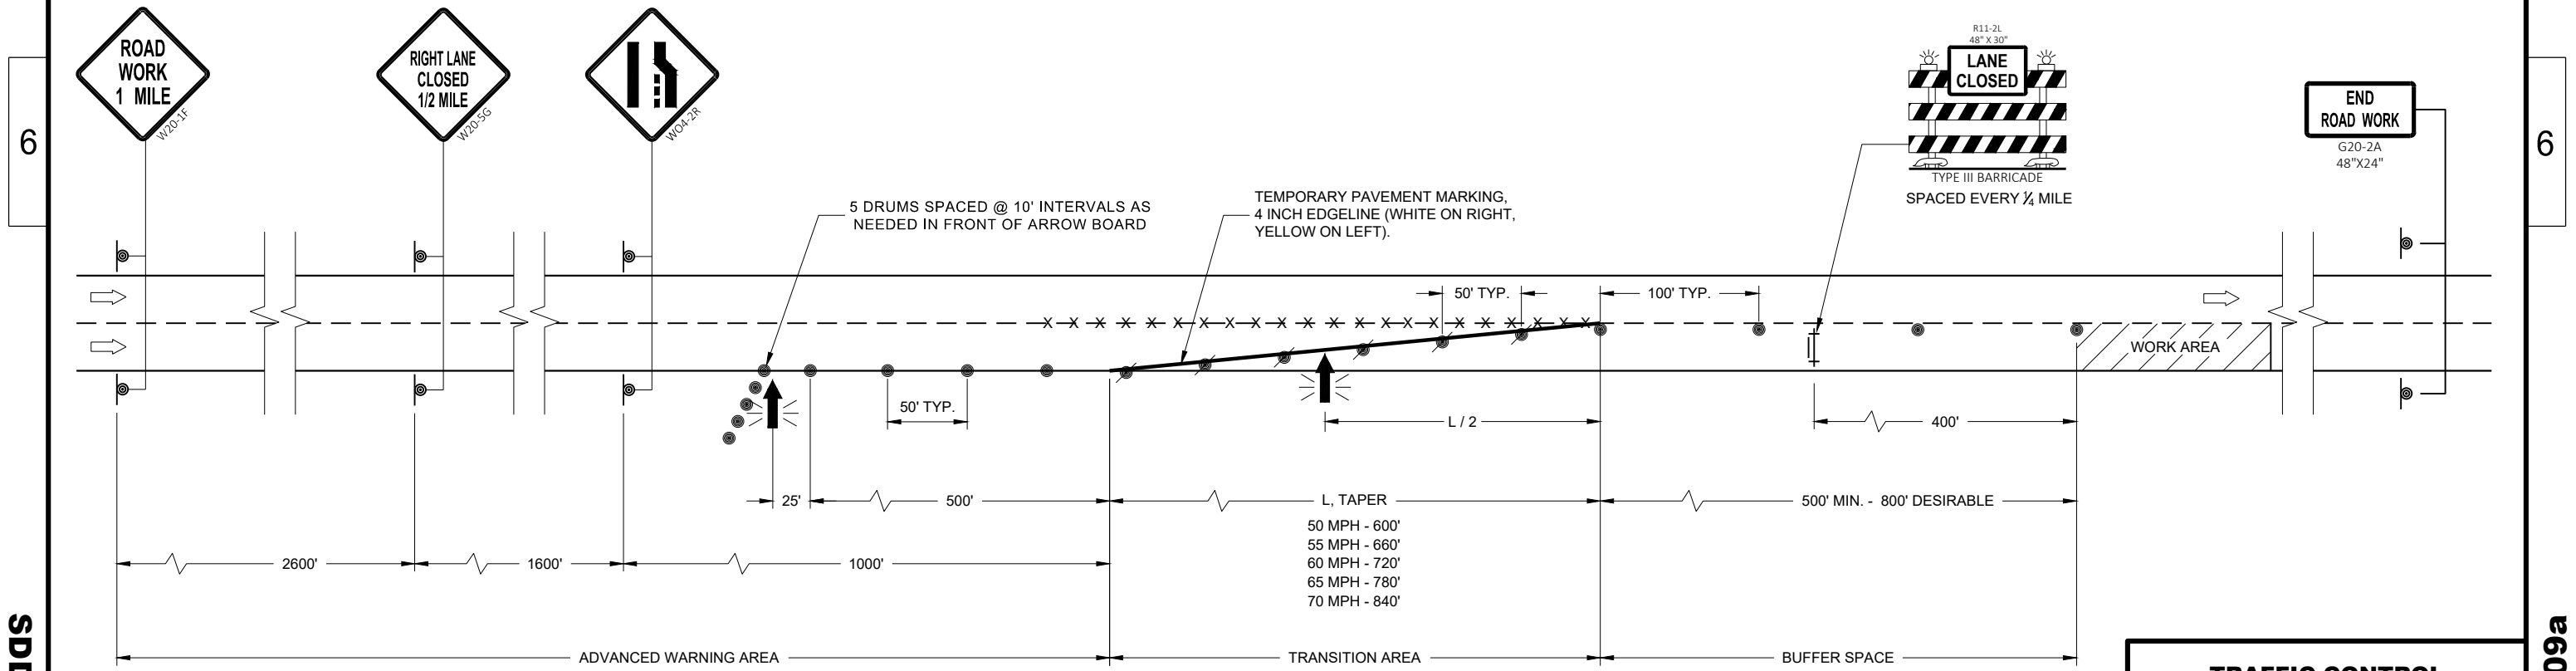 ROAD
WORK
1 MILE
W20-1F
RIGHT LANE
CLOSED
1/2 MILE
W20-5G
WO4-2R
R11-2L
48" X 30"
LANE
CLOSED
TYPE III BARRICADE
SPACED EVERY ¼ MILE
END
ROAD WORK
G20-2A
48"X24"
6
6
5 DRUMS SPACED @ 10' INTERVALS AS
NEEDED IN FRONT OF ARROW BOARD
TEMPORARY PAVEMENT MARKING,
4 INCH EDGELINE (WHITE ON RIGHT,
YELLOW ON LEFT).
50' TYP.
100' TYP.
WORK AREA
50' TYP.
L / 2
400'
25'
500'
L, TAPER
500' MIN. - 800' DESIRABLE
50 MPH - 600'
55 MPH - 660'
60 MPH - 720'
65 MPH - 780'
70 MPH - 840'
2600'
1600'
1000'
ADVANCED WARNING AREA
TRANSITION AREA
BUFFER SPACE
TRAFFIC CONTROL
09a